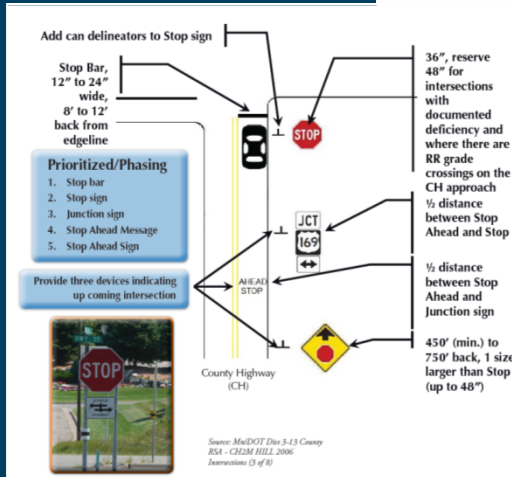 Add can delineators to Stop sign
Stop Bar,
12” to 24”
wide,
8’ to 12’
back from
edgeline
STOP
36”, reserve
48” for
intersections
with
documented
deficiency and
where there are
RR grade
crossings on the
CH approach
Prioritized/Phasing
1. Stop bar
2. Stop sign
3. Junction sign
4. Stop Ahead Message
5. Stop Ahead Sign
JCT
169
½ distance
between Stop
Ahead and Stop
Provide three devices indicating
up coming intersection
AHEAD
STOP
½ distance
between Stop
Ahead and
Junction sign
450’ (min.) to
750’ back, 1 size
larger than Stop
(up to 48”)
County Highway
(CH)
STOP
Source: Mn/DOT Dist 3-13 County
RSA - CH2M HILL 2006
Intersections (3 of 8)